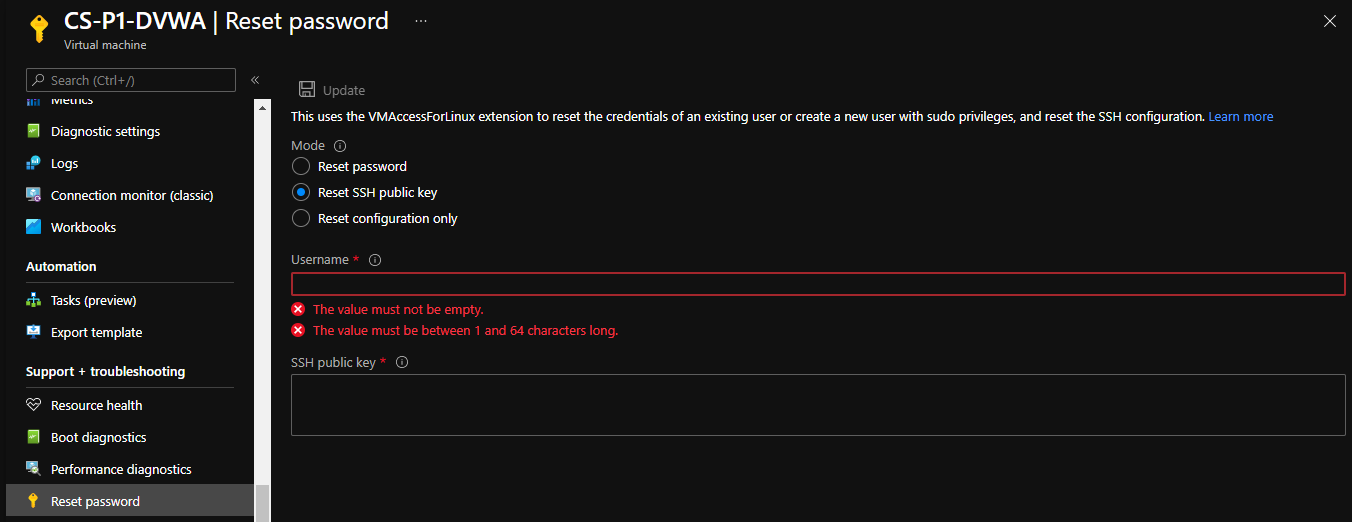 CS-P1-DVWA | Reset password ...
Virtual machine
Search (Ctrl+/)
«
Metrics
Diagnostic settings
Logs
Connection monitor (classic)
Workbooks
Automation
Tasks (preview)
Export template
Support + troubleshooting
Resource health
Boot diagnostics
Performance diagnostics
Reset password
Update
This uses the VMAccessForLinux extension to reset the credentials of an existing user or create a new user with sudo privileges, and reset the SSH configuration. Learn more
Mode
Reset password
Reset SSH public key
Reset configuration only
Username *
The value must not be empty.
The value must be between 1 and 64 characters long.
SSH public key *